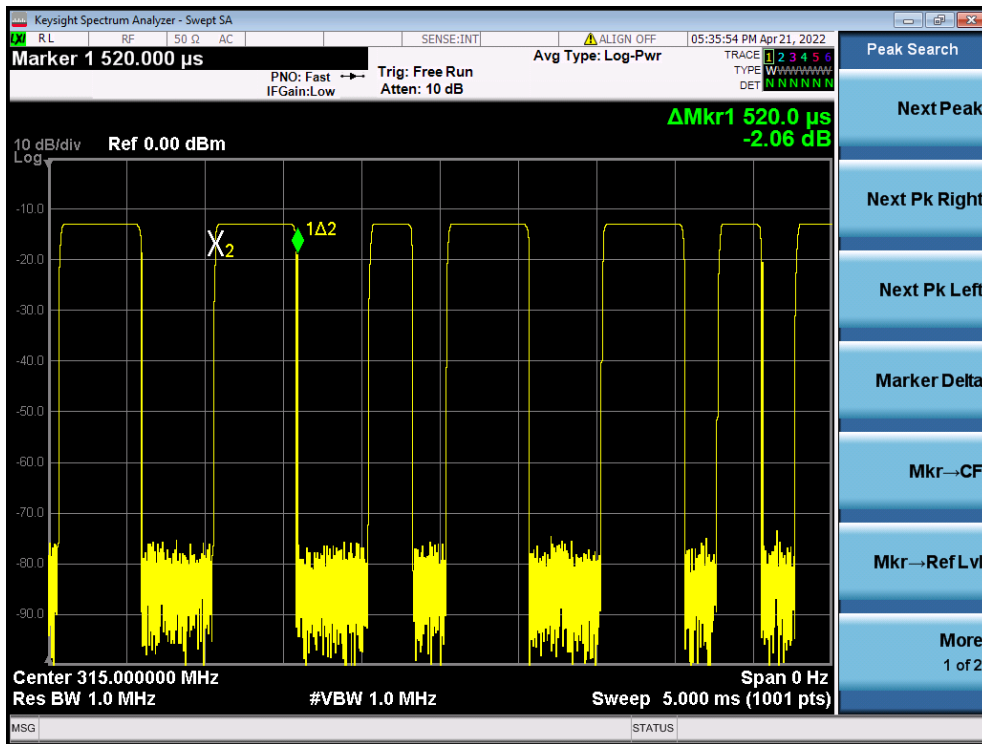 Keysight Spectrum Analyzer - Swept SA
LXI RL RF 50 Ω AC SENSE:INT ALIGN OFF 05:35:54 PM Apr 21, 2022
Marker 1 520.000 µs
PNO: Fast
IFGain:Low
Trig: Free Run
Atten: 10 dB
Avg Type: Log-Pwr
TRACE 1 2 3 4 5 6
TYPE WWWWWW
DET N N N N N N
ΔMkr1 520.0 µs
-2.06 dB
10 dB/div
Log
Ref 0.00 dBm
-10.0
-20.0
-30.0
-40.0
-50.0
-60.0
-70.0
-80.0
-90.0
X2
1Δ2
Center 315.000000 MHz
Res BW 1.0 MHz
#VBW 1.0 MHz
Span 0 Hz
Sweep 5.000 ms (1001 pts)
MSG
STATUS
Peak Search
Next Peak
Next Pk Right
Next Pk Left
Marker Delta
Mkr→CF
Mkr→Ref Lvl
More
1 of 2